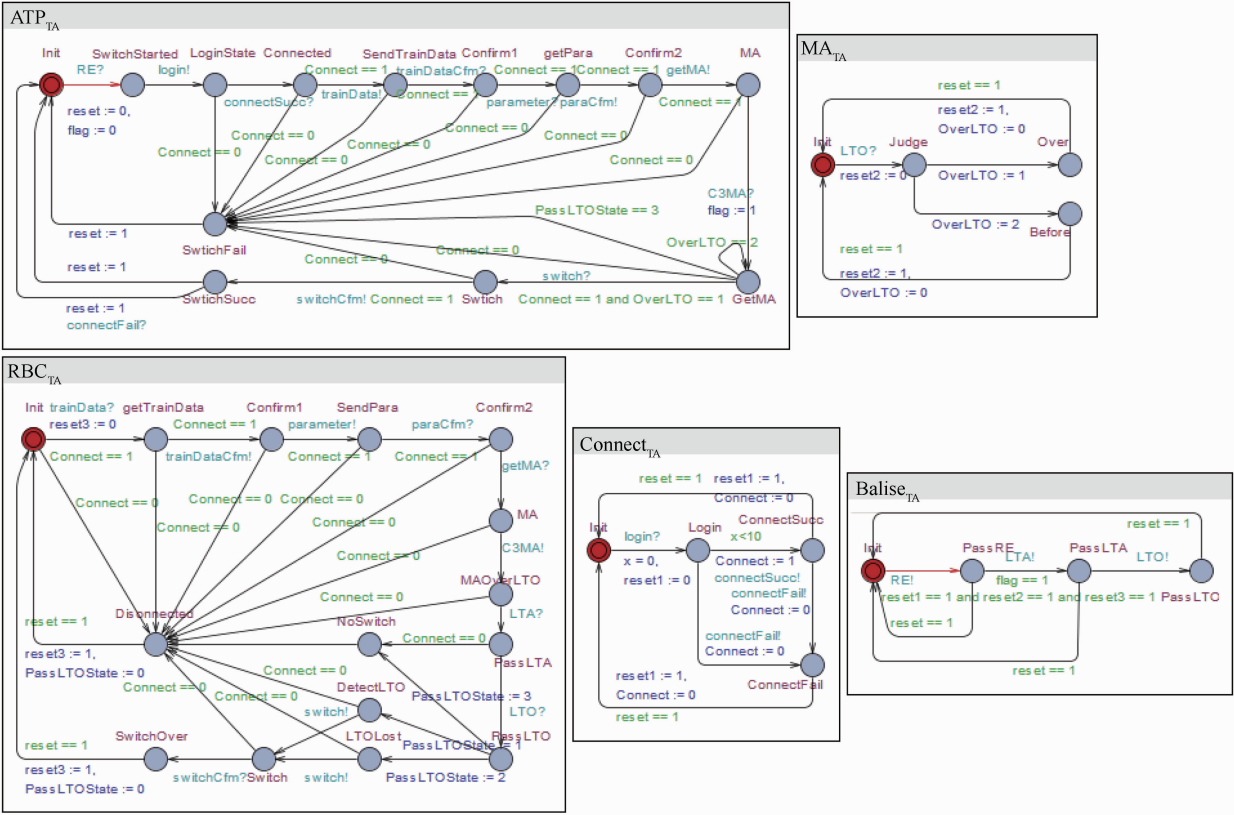 ATP_TA
Init
SwitchStarted
LoginState
Connected
SendTrainData
Confirm1
getPara
Confirm2
MA
RE?
login!
Connect == 1
trainDataCfm?
Connect == 1
Connect == 1
getMA!
connectSucc?
trainData!
Connect ==
parameter?
paraCfm!
Connect == 1
reset := 0,
flag := 0
Connect == 0
Connect == 0
Connect == 0
Connect == 0
Connect == 0
Connect == 0
Connect == 0
C3MA?
flag := 1
PassLTOState == 3
reset := 1
SwtichFail
OverLTO == 2
Connect == 0
Connect == 0
reset := 1
switch?
SwtichSucc
switchCfm!
Connect == 1
Swtich
Connect == 1 and OverLTO == 1
GetMA
reset := 1
connectFail?
MA_TA
reset == 1
reset2 := 1,
OverLTO := 0
Init
LTO?
Judge
Over
reset2 := 0
OverLTO := 1
OverLTO := 2
Before
reset == 1
reset2 := 1,
OverLTO := 0
RBC_TA
Init
trainData?
getTrainData
Confirm1
SendPara
Confirm2
reset3 := 0
Connect == 1
parameter!
paraCfm?
Connect == 1
trainDataCfm!
Connect == 1
Connect == 1
getMA?
Connect == 0
Connect == 0
Connect == 0
MA
Connect == 0
C3MA!
Connect == 0
MAOverLTO
Connect == 0
LTA?
Disonnected
NoSwitch
Connect == 0
reset == 1
PassLTA
reset3 := 1,
PassLTOState := 0
Connect == 0
Connect == 0
Connect == 0
DetectLTO
PassLTOState := 3
switch!
LTO?
SwitchOver
LTOLost
PassLTO
reset == 1
PassLTOState := 1
reset3 := 1,
PassLTOState := 0
switchCfm?
Switch
switch!
PassLTOState := 2
Connect_TA
reset == 1
reset1 := 1,
Connect := 0
Init
login?
Login
ConnectSucc
x<10
x = 0,
reset1 := 0
Connect := 1
connectSucc!
connectFail!
Connect := 0
connectFail!
Connect := 0
reset1 := 1,
Connect := 0
ConnectFail
reset == 1
Balise_TA
reset == 1
Init
PassRE
PassLTA
LTA!
LTO!
RE!
flag == 1
reset1 == 1 and reset2 == 1 and reset3 == 1
PassLTO
reset == 1
reset == 1